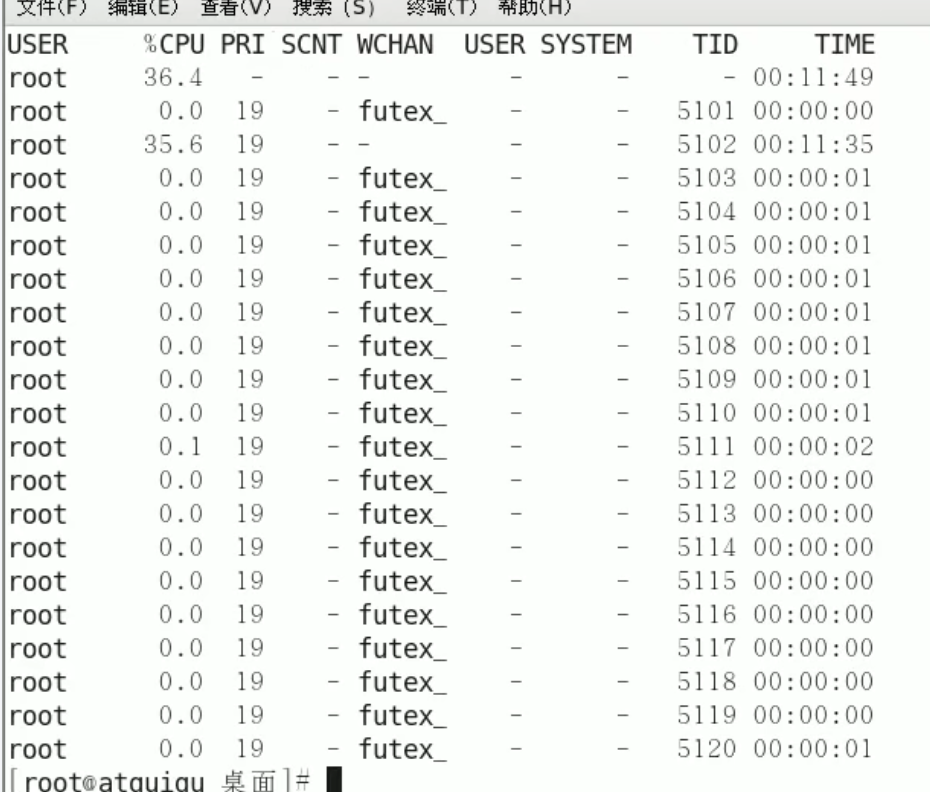 文件(F) 编辑(E) 查看(V) 搜索 (S) 终端(T) 帮助(H)
USER %CPU PRI SCNT WCHAN USER SYSTEM TID TIME
root 36.4 - - - - - - 00:11:49
root 0.0 19 - futex_ - - 5101 00:00:00
root 35.6 19 - - - - 5102 00:11:35
root 0.0 19 - futex_ - - 5103 00:00:01
root 0.0 19 - futex_ - - 5104 00:00:01
root 0.0 19 - futex_ - - 5105 00:00:01
root 0.0 19 - futex_ - - 5106 00:00:01
root 0.0 19 - futex_ - - 5107 00:00:01
root 0.0 19 - futex_ - - 5108 00:00:01
root 0.0 19 - futex_ - - 5109 00:00:01
root 0.0 19 - futex_ - - 5110 00:00:01
root 0.1 19 - futex_ - - 5111 00:00:02
root 0.0 19 - futex_ - - 5112 00:00:00
root 0.0 19 - futex_ - - 5113 00:00:00
root 0.0 19 - futex_ - - 5114 00:00:00
root 0.0 19 - futex_ - - 5115 00:00:00
root 0.0 19 - futex_ - - 5116 00:00:00
root 0.0 19 - futex_ - - 5117 00:00:00
root 0.0 19 - futex_ - - 5118 00:00:00
root 0.0 19 - futex_ - - 5119 00:00:00
root 0.0 19 - futex_ - - 5120 00:00:01
[root@atguigu 桌面]#